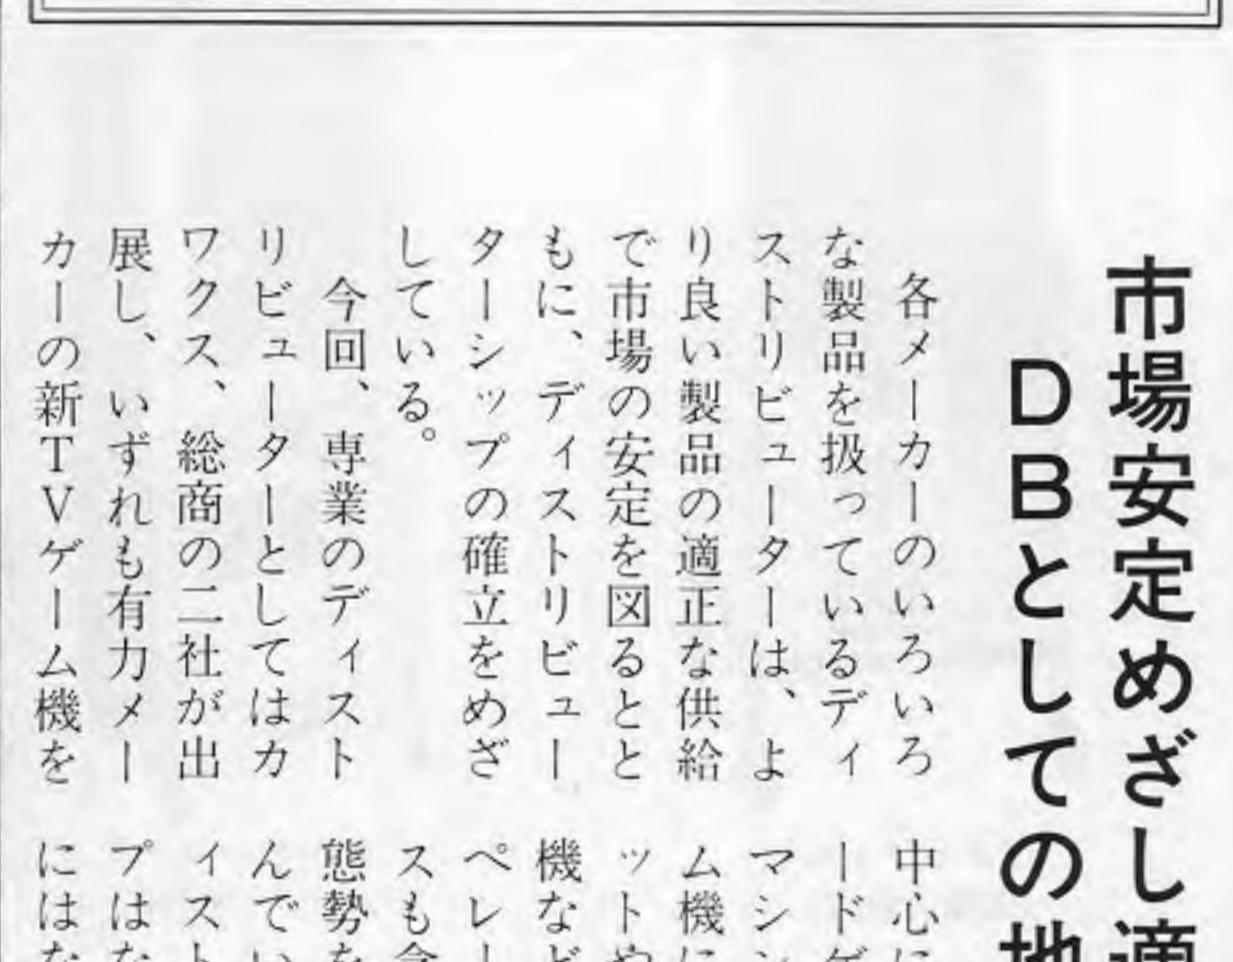 市場安定めざし適
DBとしての地
各メーカーのいろいろ
な製品を扱っているディ
ストリビューターは、よ
り良い製品の適正な供給
で市場の安定を図るとと
もに、ディストリビュー
ターシップの確立をめざ
している。
今回、専業のディスト
リビューターとしてはカ
ワクス、総商の二社が出
展し、いずれも有力メー
カーの新TVゲーム機を
中心に
ードゲ
マシン
ム機に
ットや
機など
ペレー
スも含
態勢を
んでい
ィスト
プはな
にはな